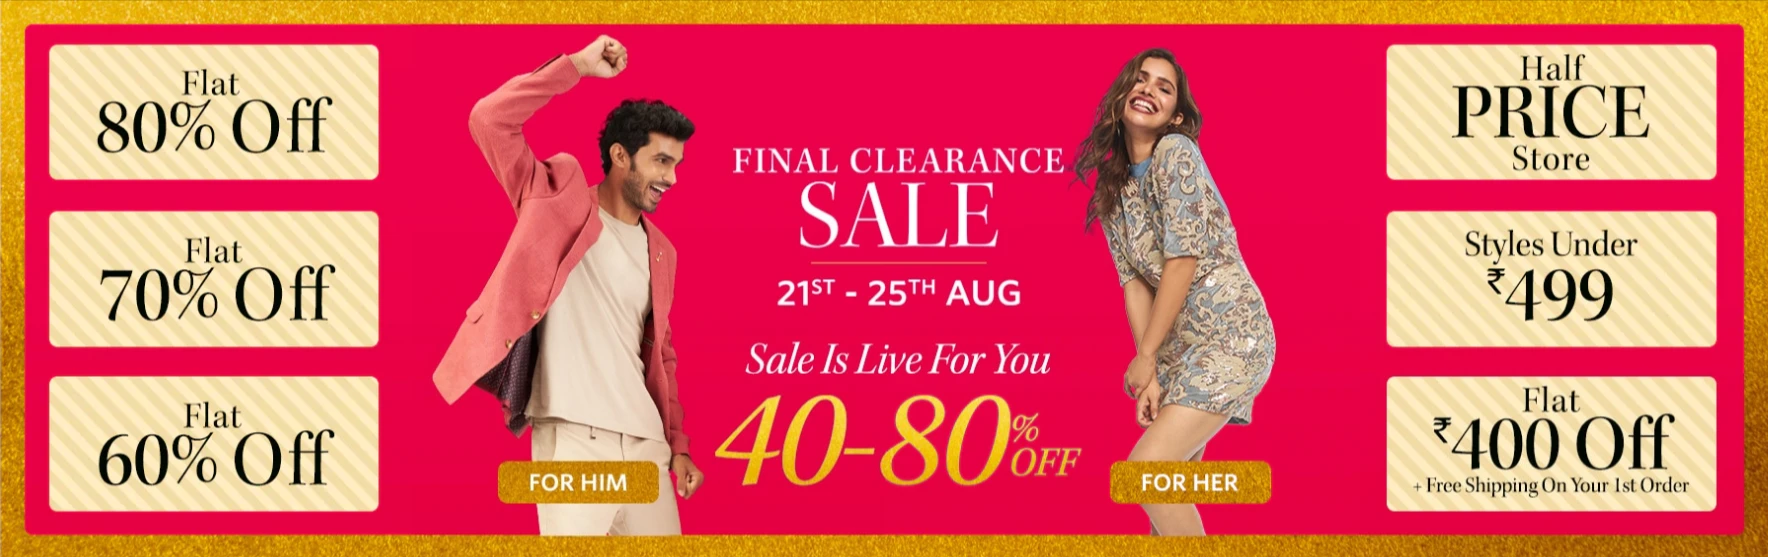 Flat
80% Off
Flat
70% Off
Flat
60% Off
FINAL CLEARANCE
SALE
21ST - 25TH AUG
Sale Is Live For You
40-80% OFF
FOR HIM
FOR HER
Half
PRICE
Store
Styles Under
₹499
Flat
₹400 Off
+ Free Shipping On Your 1st Order